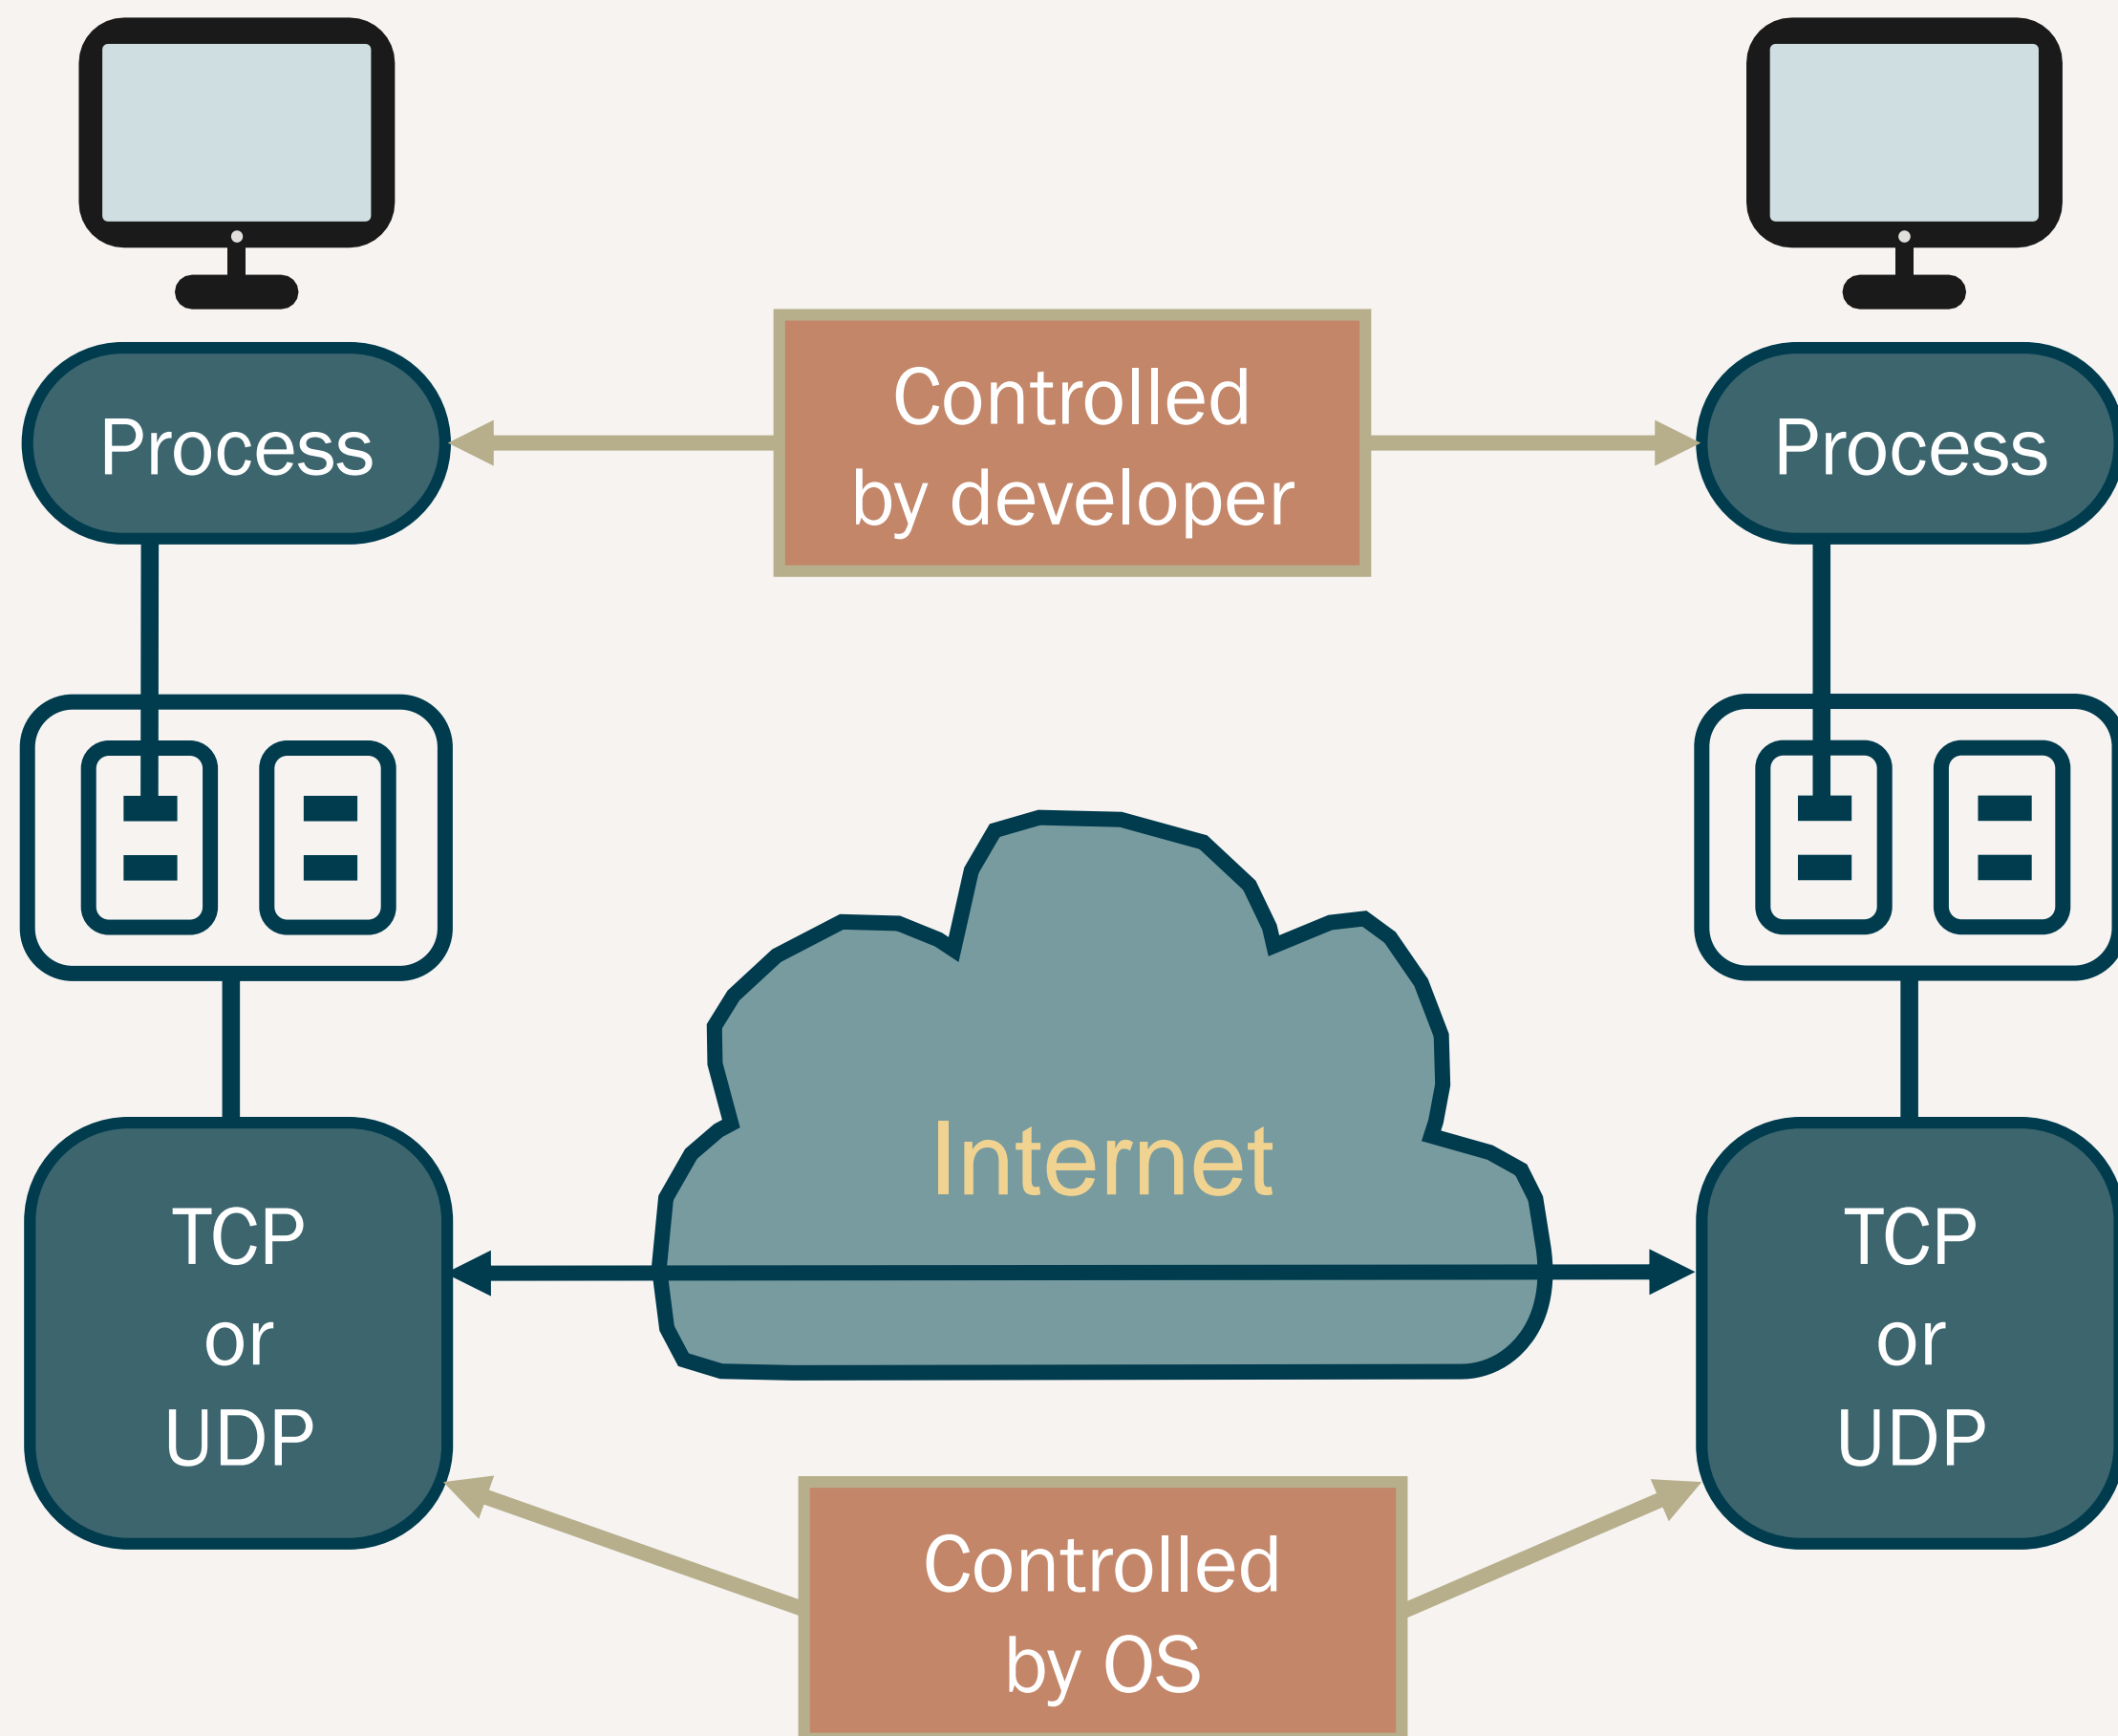 Process
Controlled
by developer
Process
Internet
TCP
or
UDP
TCP
or
UDP
Controlled
by OS